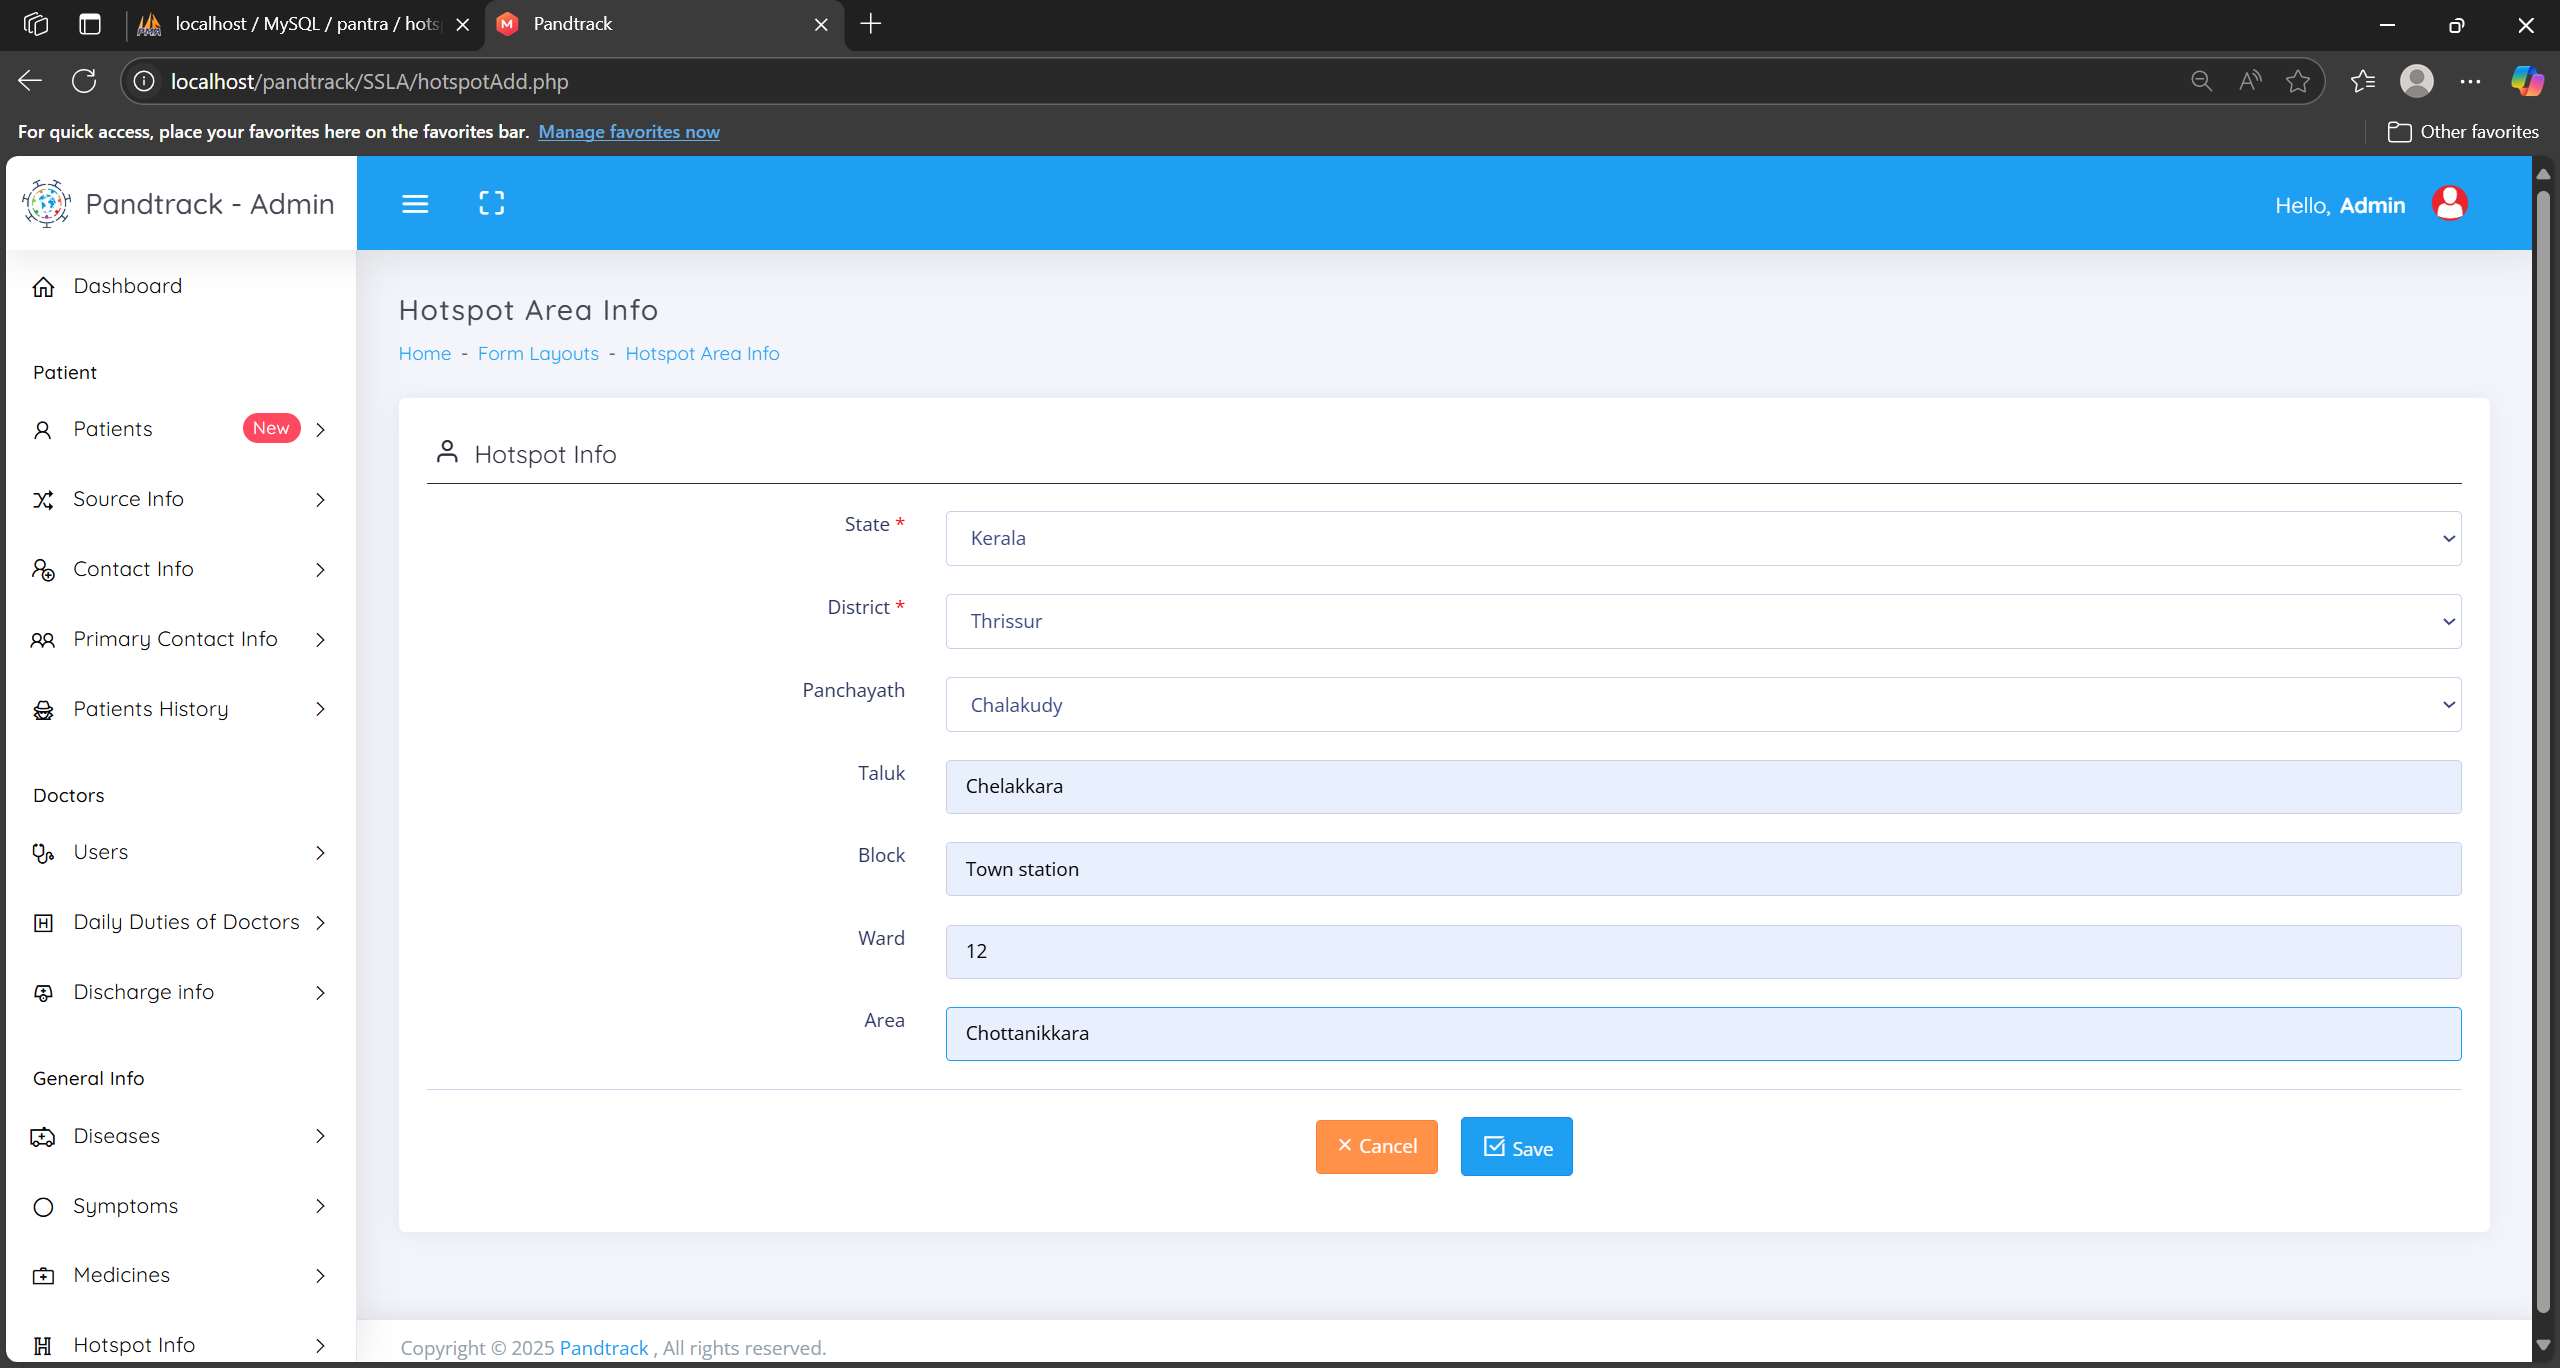 localhost / MySQL / pantra / hots
Pandtrack
localhost/pandtrack/SSLA/hotspotAdd.php
For quick access, place your favorites here on the favorites bar. Manage favorites now
Other favorites
Pandtrack - Admin
Hello, Admin
Dashboard
Patient
Patients New
Source Info
Contact Info
Primary Contact Info
Patients History
Doctors
Users
Daily Duties of Doctors
Discharge info
General Info
Diseases
Symptoms
Medicines
Hotspot Info
Hotspot Area Info
Home - Form Layouts - Hotspot Area Info
Hotspot Info
State * Kerala
District * Thrissur
Panchayath Chalakudy
Taluk Chelakkara
Block Town station
Ward 12
Area Chottanikkara
× Cancel Save
Copyright © 2025 Pandtrack , All rights reserved.